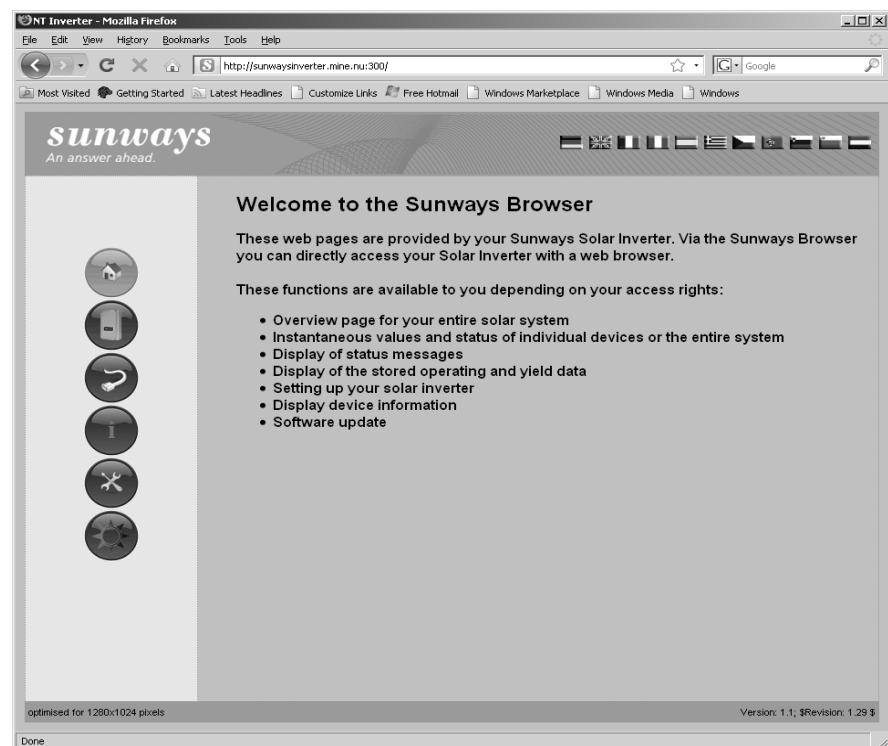 NT Inverter - Mozilla Firefox
File Edit View History Bookmarks Tools Help
http://sunwaysinverter.mine.nu:300/
G Google
Most Visited Getting Started Latest Headlines Customize Links Free Hotmail Windows Marketplace Windows Media Windows
sunways
An answer ahead.
Welcome to the Sunways Browser
These web pages are provided by your Sunways Solar Inverter. Via the Sunways Browser
you can directly access your Solar Inverter with a web browser.
These functions are available to you depending on your access rights:
• Overview page for your entire solar system
• Instantaneous values and status of individual devices or the entire system
• Display of status messages
• Display of the stored operating and yield data
• Setting up your solar inverter
• Display device information
• Software update
optimised for 1280x1024 pixels
Version: 1.1; $Revision: 1.29 $
Done